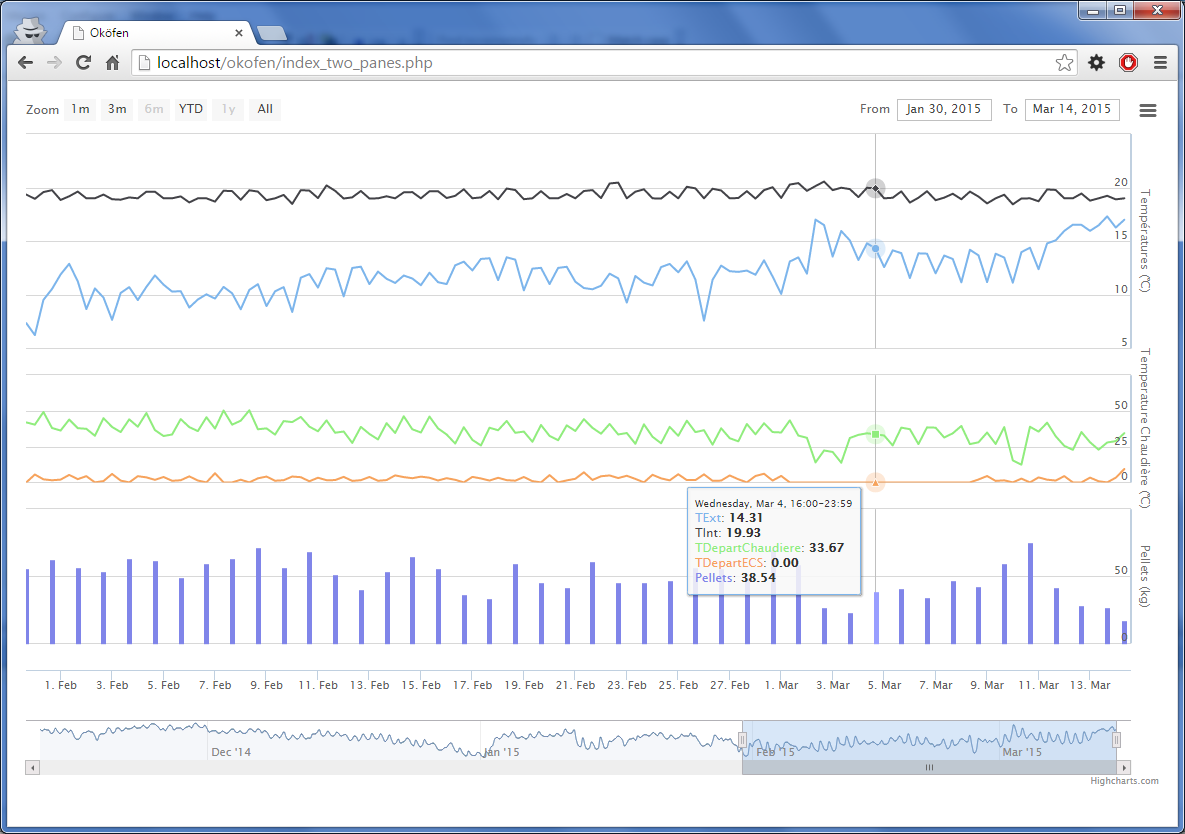 Oköfen
localhost/okofen/index_two_panes.php
Zoom 1m 3m 6m YTD 1y All From Jan 30, 2015 To Mar 14, 2015
20
15
10
5
Températures (°C)
50
25
0
Temperature Chaudière (°C)
Wednesday, Mar 4, 16:00-23:59
TExt: 14.31
TInt: 19.93
TDepartChaudiere: 33.67
TDepartECS: 0.00
Pellets: 38.54
50
0
Pellets (kg)
1. Feb 3. Feb 5. Feb 7. Feb 9. Feb 11. Feb 13. Feb 15. Feb 17. Feb 19. Feb 21. Feb 23. Feb 25. Feb 27. Feb 1. Mar 3. Mar 5. Mar 7. Mar 9. Mar 11. Mar 13. Mar
Dec '14 Jan '15 Feb '15 Mar '15
Highcharts.com